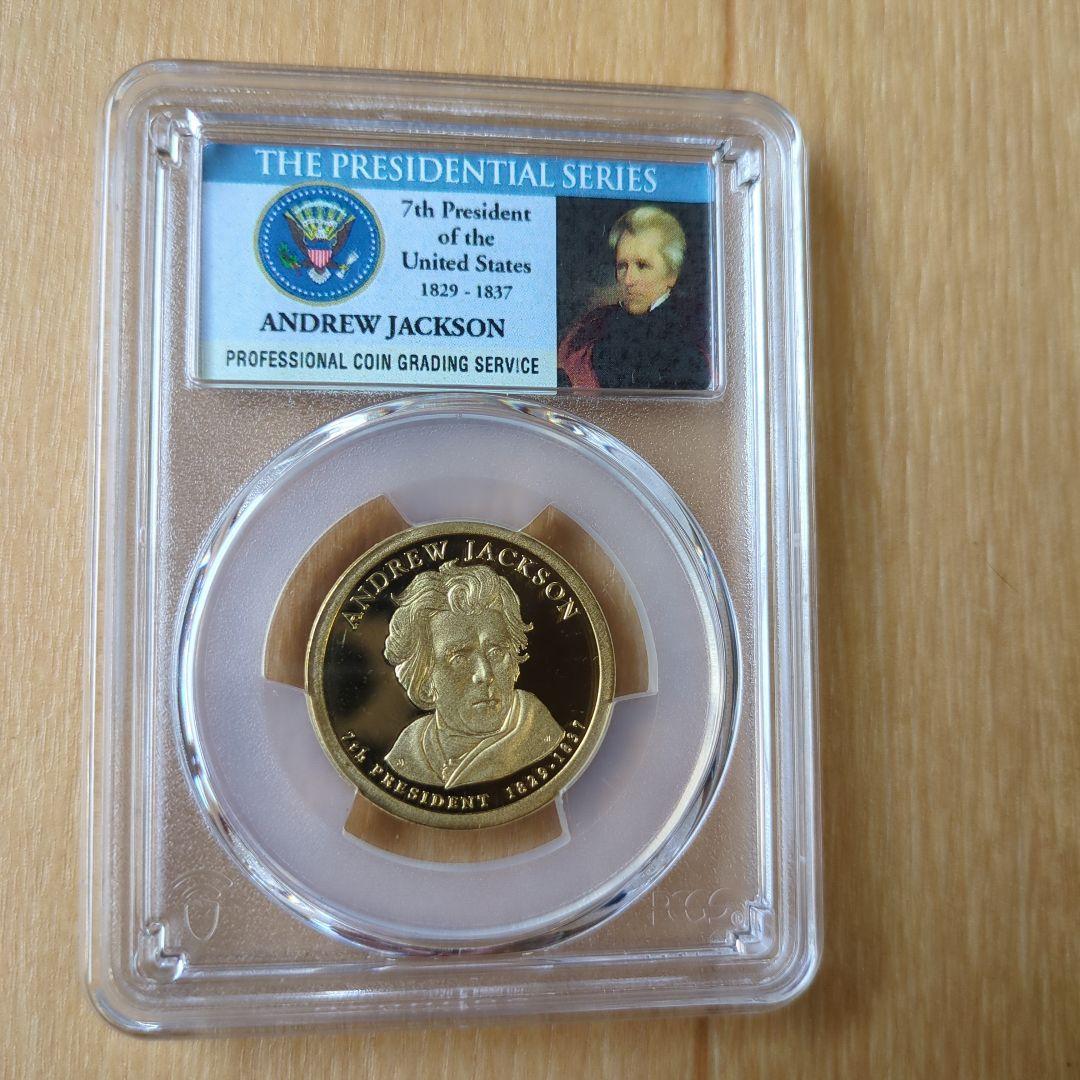 THE PRESIDENTIAL SERIES
7th President
of the
United States
1829 - 1837
ANDREW JACKSON
PROFESSIONAL COIN GRADING SERVICE
ANDREW JACKSON
7th PRESIDENT 1829-1837
PCGS